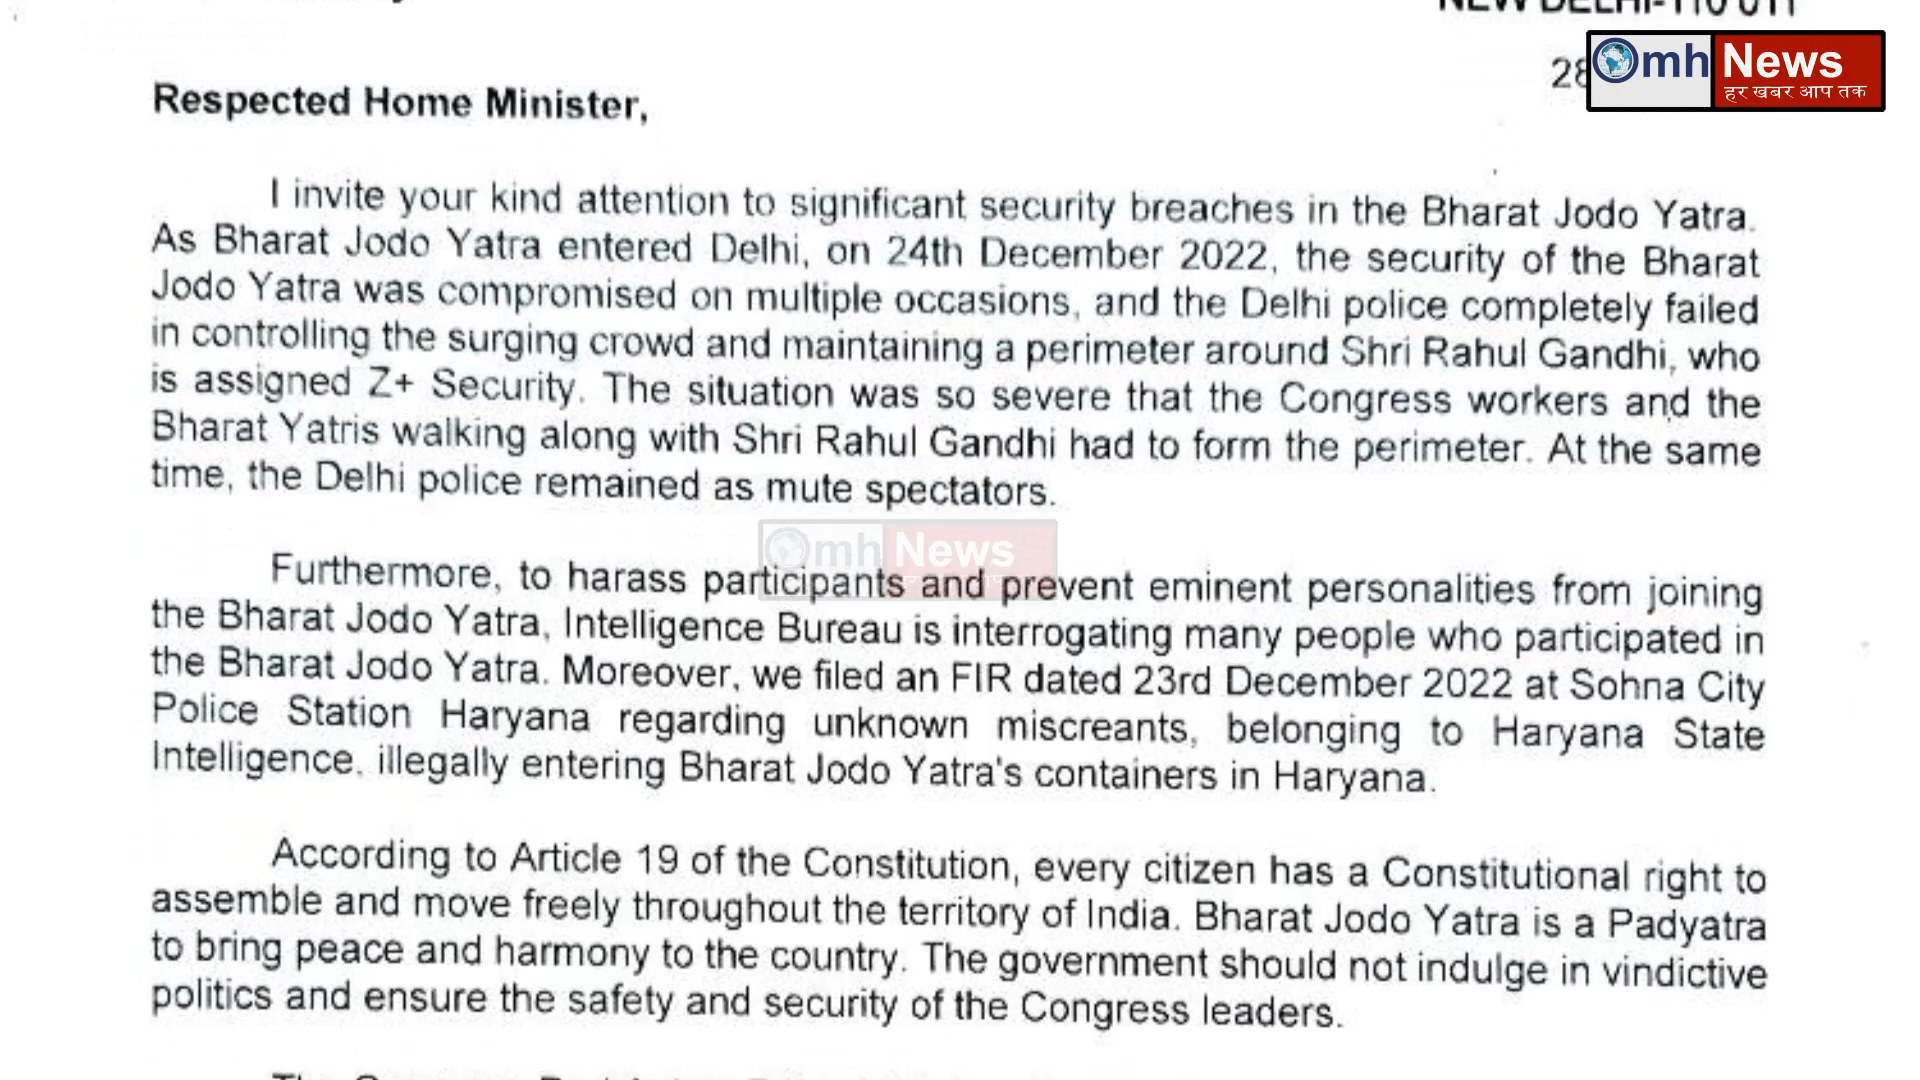 NEW DELHI-110 011
28
Omh News
हर खबर आप तक
Respected Home Minister,
I invite your kind attention to significant security breaches in the Bharat Jodo Yatra.
As Bharat Jodo Yatra entered Delhi, on 24th December 2022, the security of the Bharat
Jodo Yatra was compromised on multiple occasions, and the Delhi police completely failed
in controlling the surging crowd and maintaining a perimeter around Shri Rahul Gandhi, who
is assigned Z+ Security. The situation was so severe that the Congress workers and the
Bharat Yatris walking along with Shri Rahul Gandhi had to form the perimeter. At the same
time, the Delhi police remained as mute spectators.
Omh News
Furthermore, to harass participants and prevent eminent personalities from joining
the Bharat Jodo Yatra, Intelligence Bureau is interrogating many people who participated in
the Bharat Jodo Yatra. Moreover, we filed an FIR dated 23rd December 2022 at Sohna City
Police Station Haryana regarding unknown miscreants, belonging to Haryana State
Intelligence, illegally entering Bharat Jodo Yatra's containers in Haryana.
According to Article 19 of the Constitution, every citizen has a Constitutional right to
assemble and move freely throughout the territory of India. Bharat Jodo Yatra is a Padyatra
to bring peace and harmony to the country. The government should not indulge in vindictive
politics and ensure the safety and security of the Congress leaders.